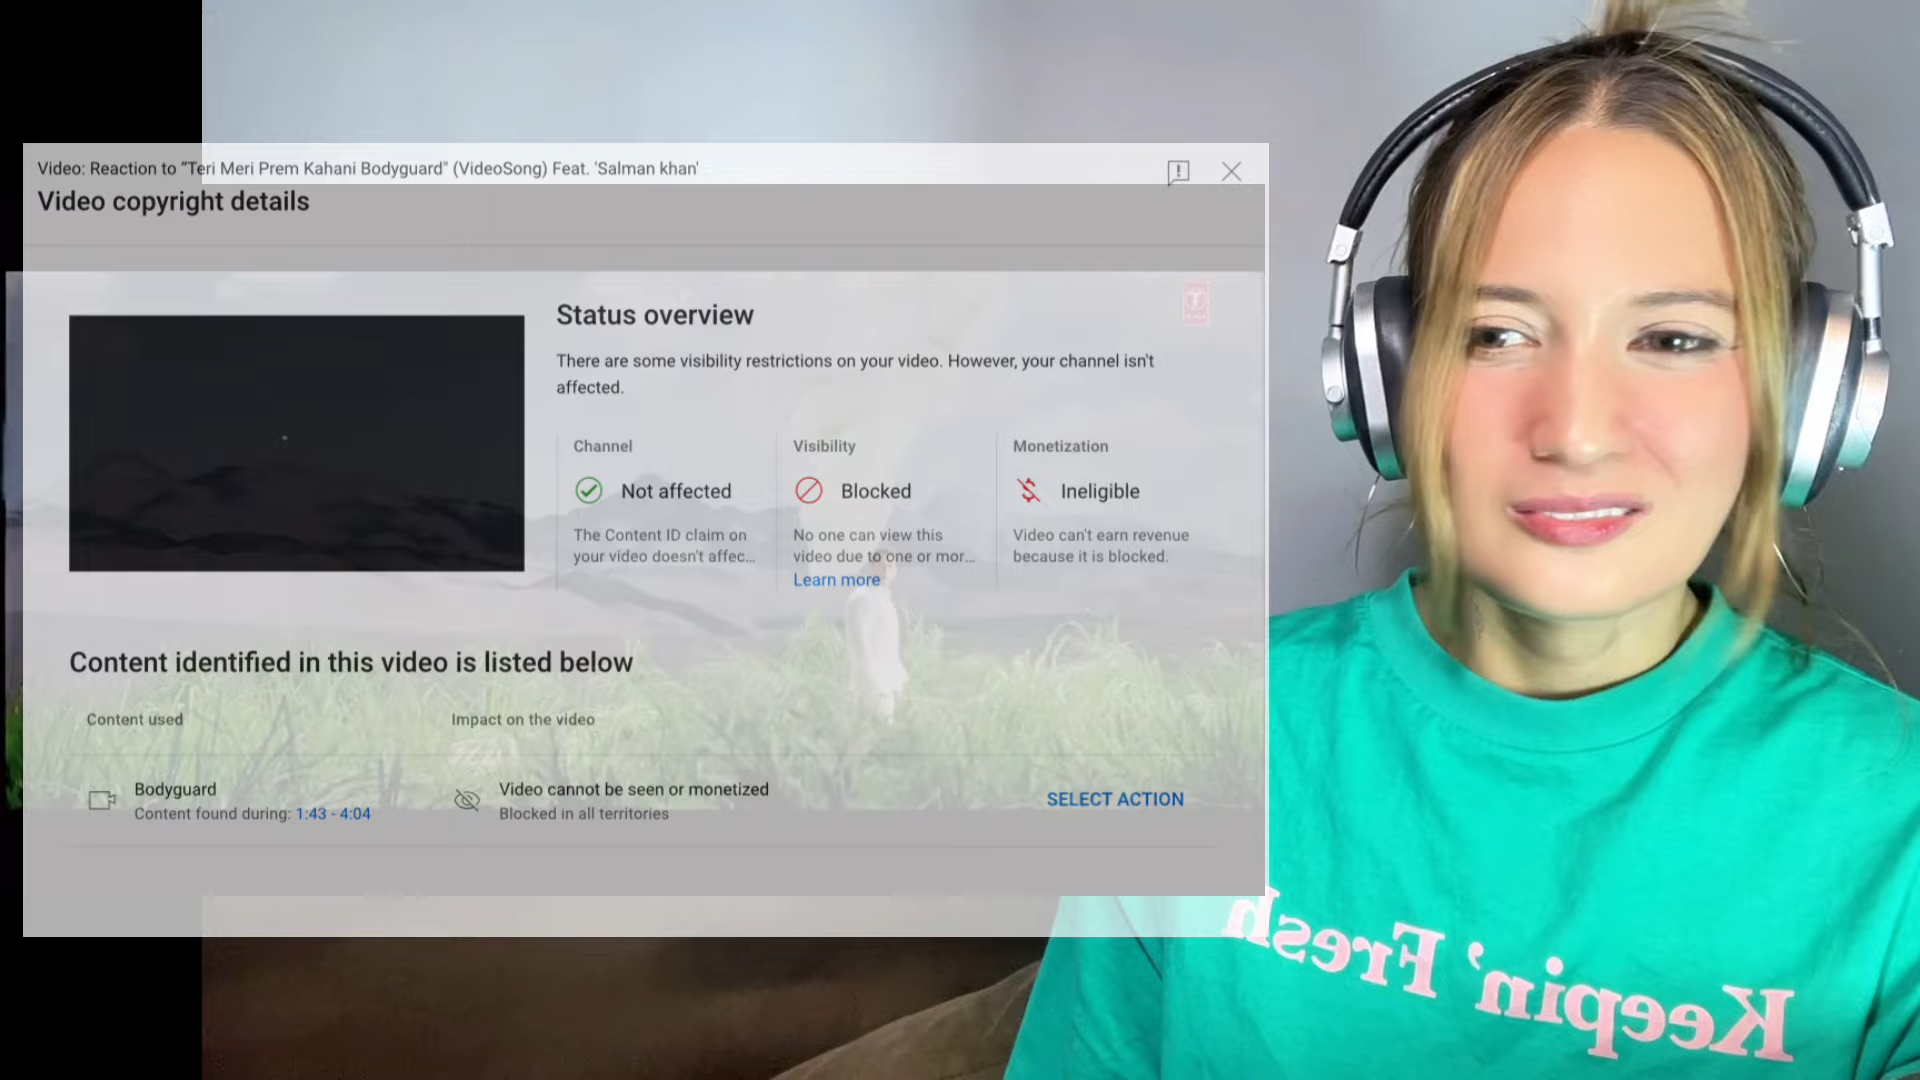 Video: Reaction to "Teri Meri Prem Kahani Bodyguard" (VideoSong) Feat. 'Salman khan'
Video copyright details
Status overview
There are some visibility restrictions on your video. However, your channel isn't
affected.
Channel
Not affected
The Content ID claim on
your video doesn't affec...
Visibility
Blocked
No one can view this
video due to one or mor...
Learn more
Monetization
Ineligible
Video can't earn revenue
because it is blocked.
Content identified in this video is listed below
Content used
Impact on the video
Bodyguard
Content found during: 1:43 - 4:04
Video cannot be seen or monetized
Blocked in all territories
SELECT ACTION
T
Keepin' Fresh